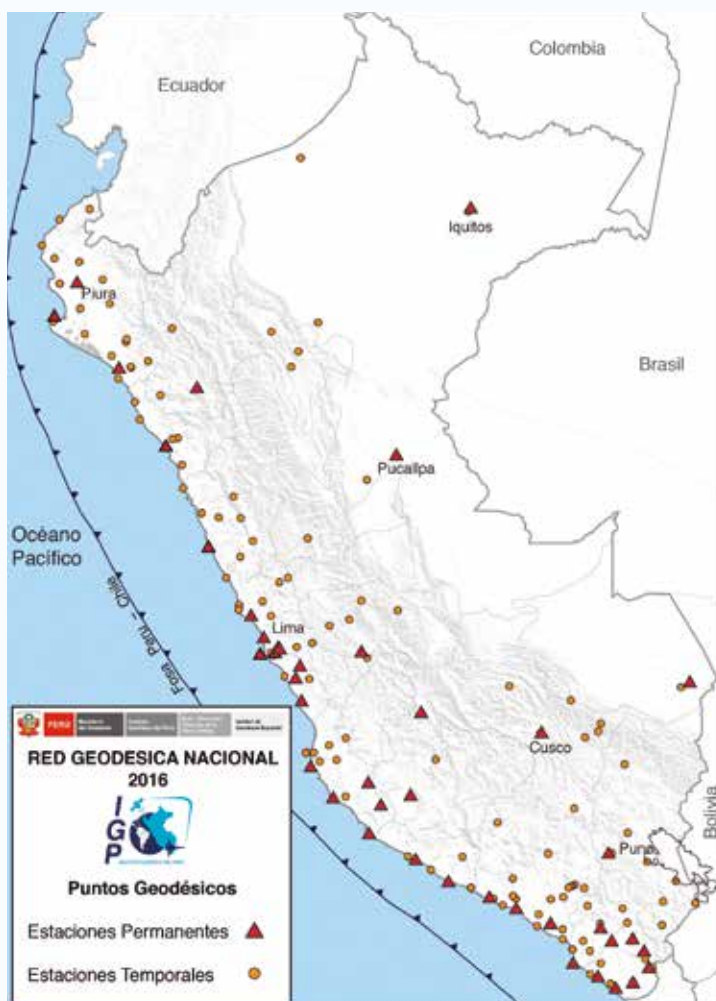 Colombia
Ecuador
Iquitos
Piura
Brasil
Pucallpa
Océano
Pacífico
Fosa Peru - Chile
Lima
Cusco
Bolivia
Puno
PERÚ
RED GEODESICA NACIONAL
2016
IGP
Puntos Geodésicos
Estaciones Permanentes
Estaciones Temporales